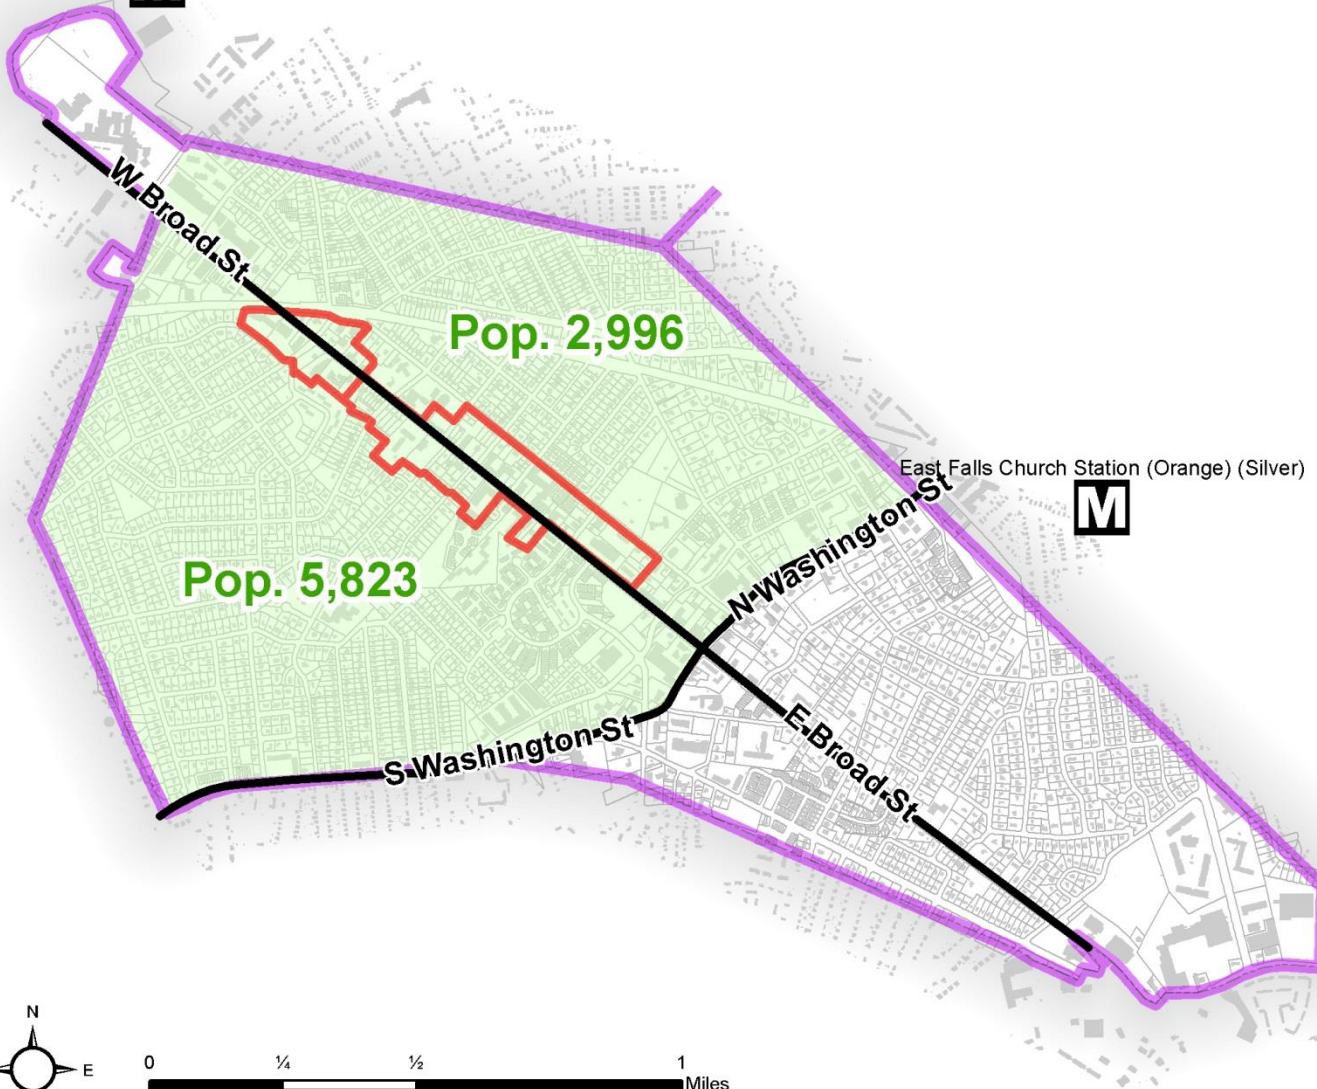 W Broad St
Pop. 2,996
East Falls Church Station (Orange) (Silver)
M
N Washington St
Pop. 5,823
S Washington St
E Broad St
N
E
0 ¼ ½ 1
Miles